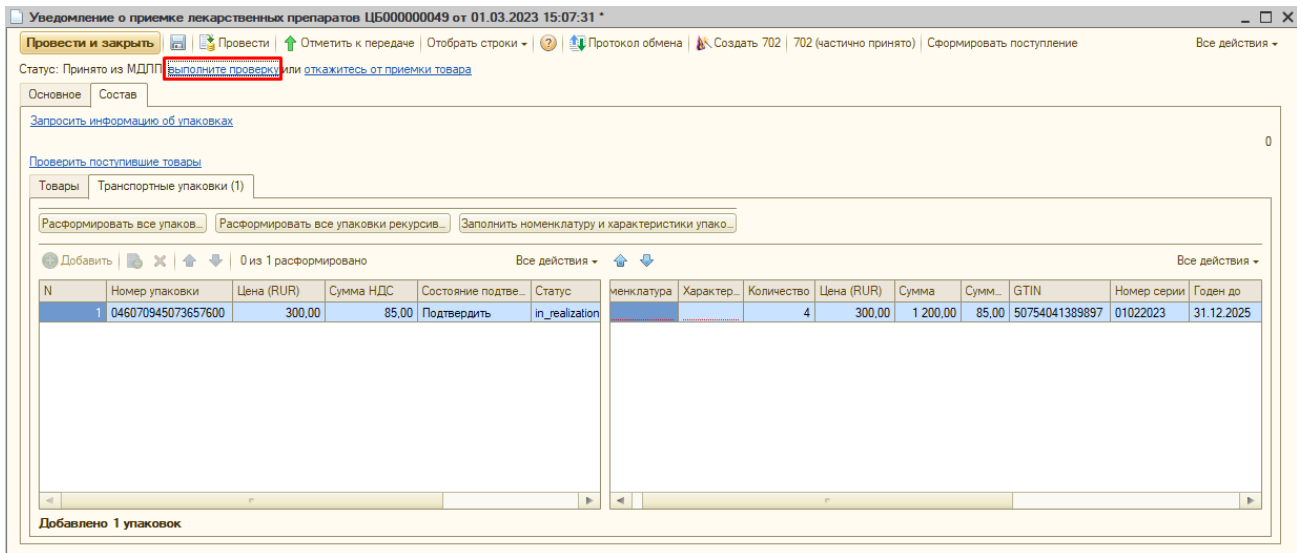 Уведомление о приемке лекарственных препаратов ЦБ000000049 от 01.03.2023 15:07:31 *
Провести и закрыть Провести Отметить к передаче Отобрать строки Протокол обмена Создать 702 702 (частично принято) Сформировать поступление Все действия
Статус: Принято из МДЛП выполните проверку или откажитесь от приемки товара
Основное Состав
Запросить информацию об упаковках
0
Проверить поступившие товары
Товары Транспортные упаковки (1)
Расформировать все упаков... Расформировать все упаковки рекурсив... Заполнить номенклатуру и характеристики упако...
Добавить 0 из 1 расформировано Все действия Все действия
N Номер упаковки Цена (RUR) Сумма НДС Состояние подтве... Статус менклатура Характер... Количество Цена (RUR) Сумма Сумм... GTIN Номер серии Годен до
1 046070945073657600 300,00 85,00 Подтвердить in_realization 4 300,00 1 200,00 85,00 50754041389897 01022023 31.12.2025
Добавлено 1 упаковок